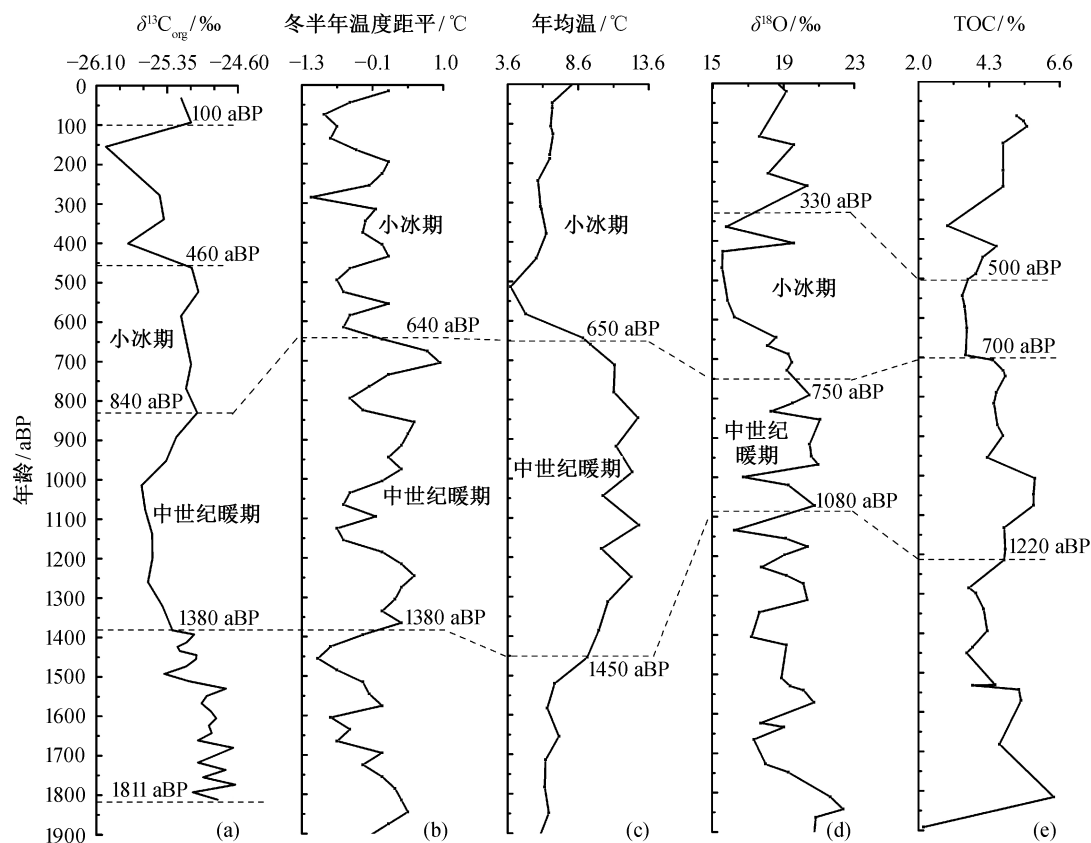 δ¹³Corg/‰
−26.10 −25.35 −24.60
冬半年温度距平/℃
−1.3 −0.1 1.0
年均温/℃
3.6 8.6 13.6
δ¹⁸O/‰
15 19 23
TOC/%
2.0 4.3 6.6
年龄/aBP
0
100
200
300
400
500
600
700
800
900
1000
1100
1200
1300
1400
1500
1600
1700
1800
1900
100 aBP
460 aBP
小冰期
840 aBP
中世纪暖期
1380 aBP
1811 aBP
(a)
小冰期
640 aBP
中世纪暖期
1380 aBP
(b)
小冰期
650 aBP
中世纪暖期
1450 aBP
(c)
330 aBP
小冰期
750 aBP
中世纪
暖期
1080 aBP
(d)
500 aBP
700 aBP
1220 aBP
(e)